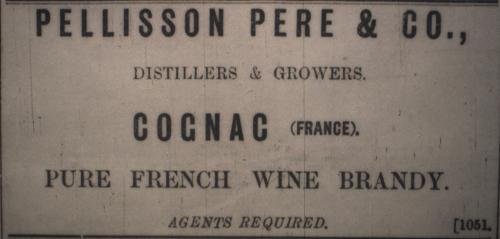 PELLISSON PERE & CO.,
DISTILLERS & GROWERS.
COGNAC (FRANCE).
PURE FRENCH WINE BRANDY.
AGENTS REQUIRED. [1051.